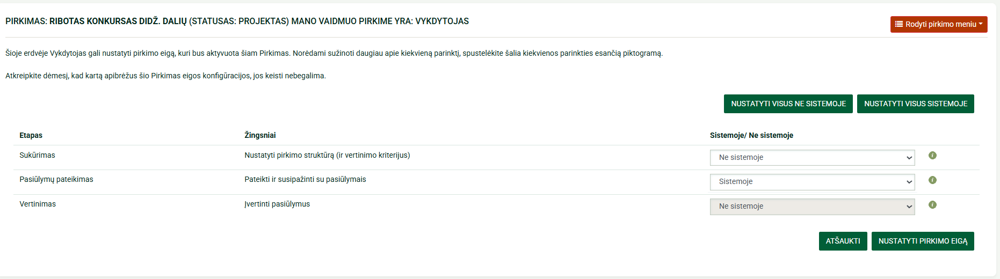 PIRKIMAS: RIBOTAS KONKURSAS DIDŽ. DALIŲ (STATUSAS: PROJEKTAS) MANO VAIDMUO PIRKIME YRA: VYKDYTOJAS
Rodyti pirkimo meniu
Šioje erdvėje Vykdytojas gali nustatyti pirkimo eigą, kuri bus aktyvuota šiam Pirkimas. Norėdami sužinoti daugiau apie kiekvieną parinktį, spustelėkite šalia kiekvienos parinkties esančią piktogramą.
Atkreipkite dėmesį, kad kartą apibrėžus šio Pirkimas eigos konfigūracijos, jos keisti nebegalima.
NUSTATYTI VISUS NE SISTEMOJE NUSTATYTI VISUS SISTEMOJE
Etapas Žingsniai Sistemoje/ Ne sistemoje
Sukūrimas Nustatyti pirkimo struktūrą (ir vertinimo kriterijus) Ne sistemoje
Pasiūlymų pateikimas Pateikti ir susipažinti su pasiūlymais Sistemoje
Vertinimas Įvertinti pasiūlymus Ne sistemoje
ATŠAUKTI NUSTATYTI PIRKIMO EIGĄ